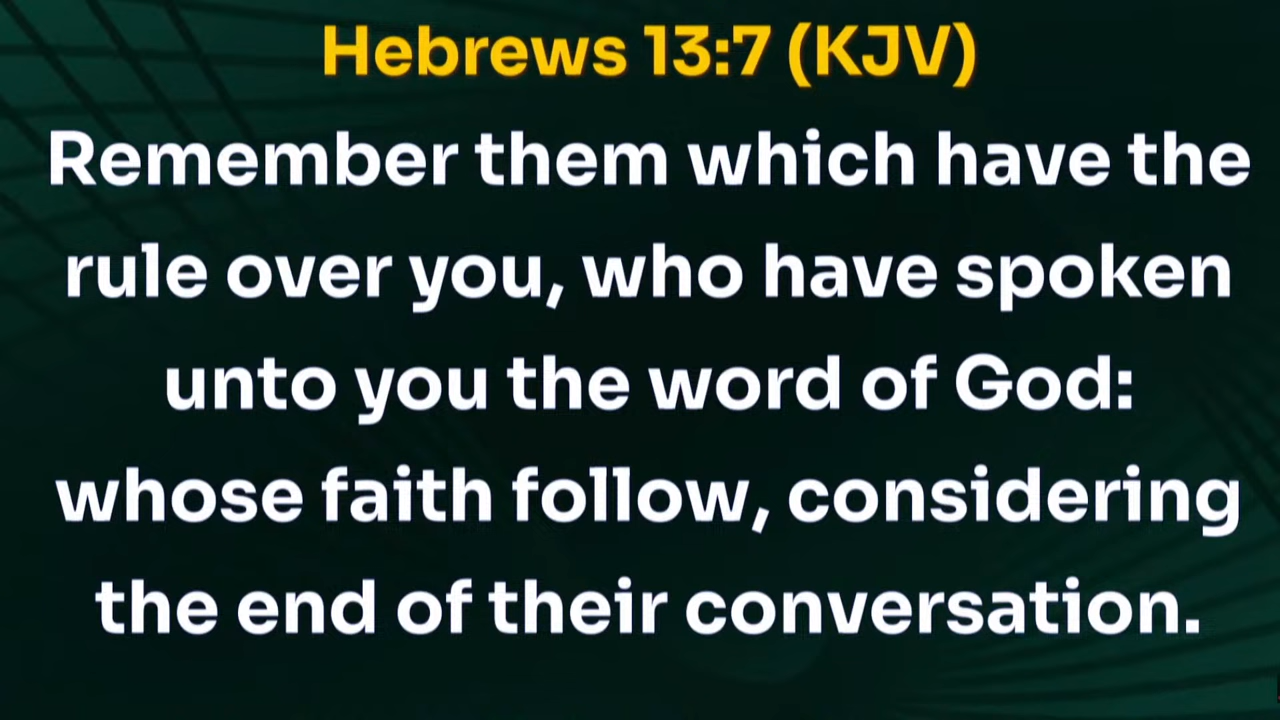 Hebrews 13:7 (KJV)
Remember them which have the
rule over you, who have spoken
unto you the word of God:
whose faith follow, considering
the end of their conversation.